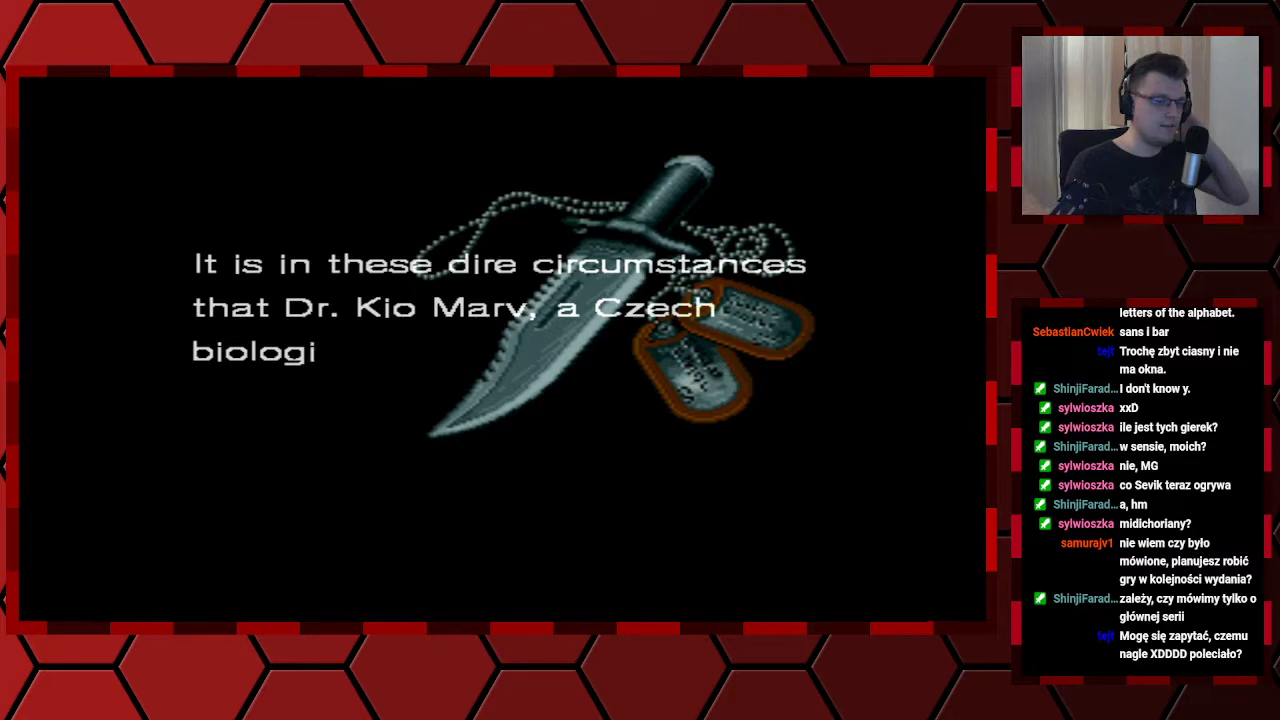 It is in these dire circumstances
that Dr. Kio Marv, a Czech
biologi
letters of the alphabet.
SebastianCwiek sans i bar
tejt Trochę zbyt ciasny i nie
ma okna.
ShinjiFarad... I don't know y.
sylwioszka xxD
sylwioszka ile jest tych gierek?
ShinjiFarad... w sensie, moich?
sylwioszka nie, MG
sylwioszka co Sevik teraz ogrywa
ShinjiFarad... a, hm
sylwioszka midichoriany?
samurajv1 nie wiem czy było
mówione, planujesz robić
gry w kolejności wydania?
ShinjiFarad... zależy, czy mówimy tylko o
głównej serii
tejt Mogę się zapytać, czemu
nagle XDDDD poleciało?